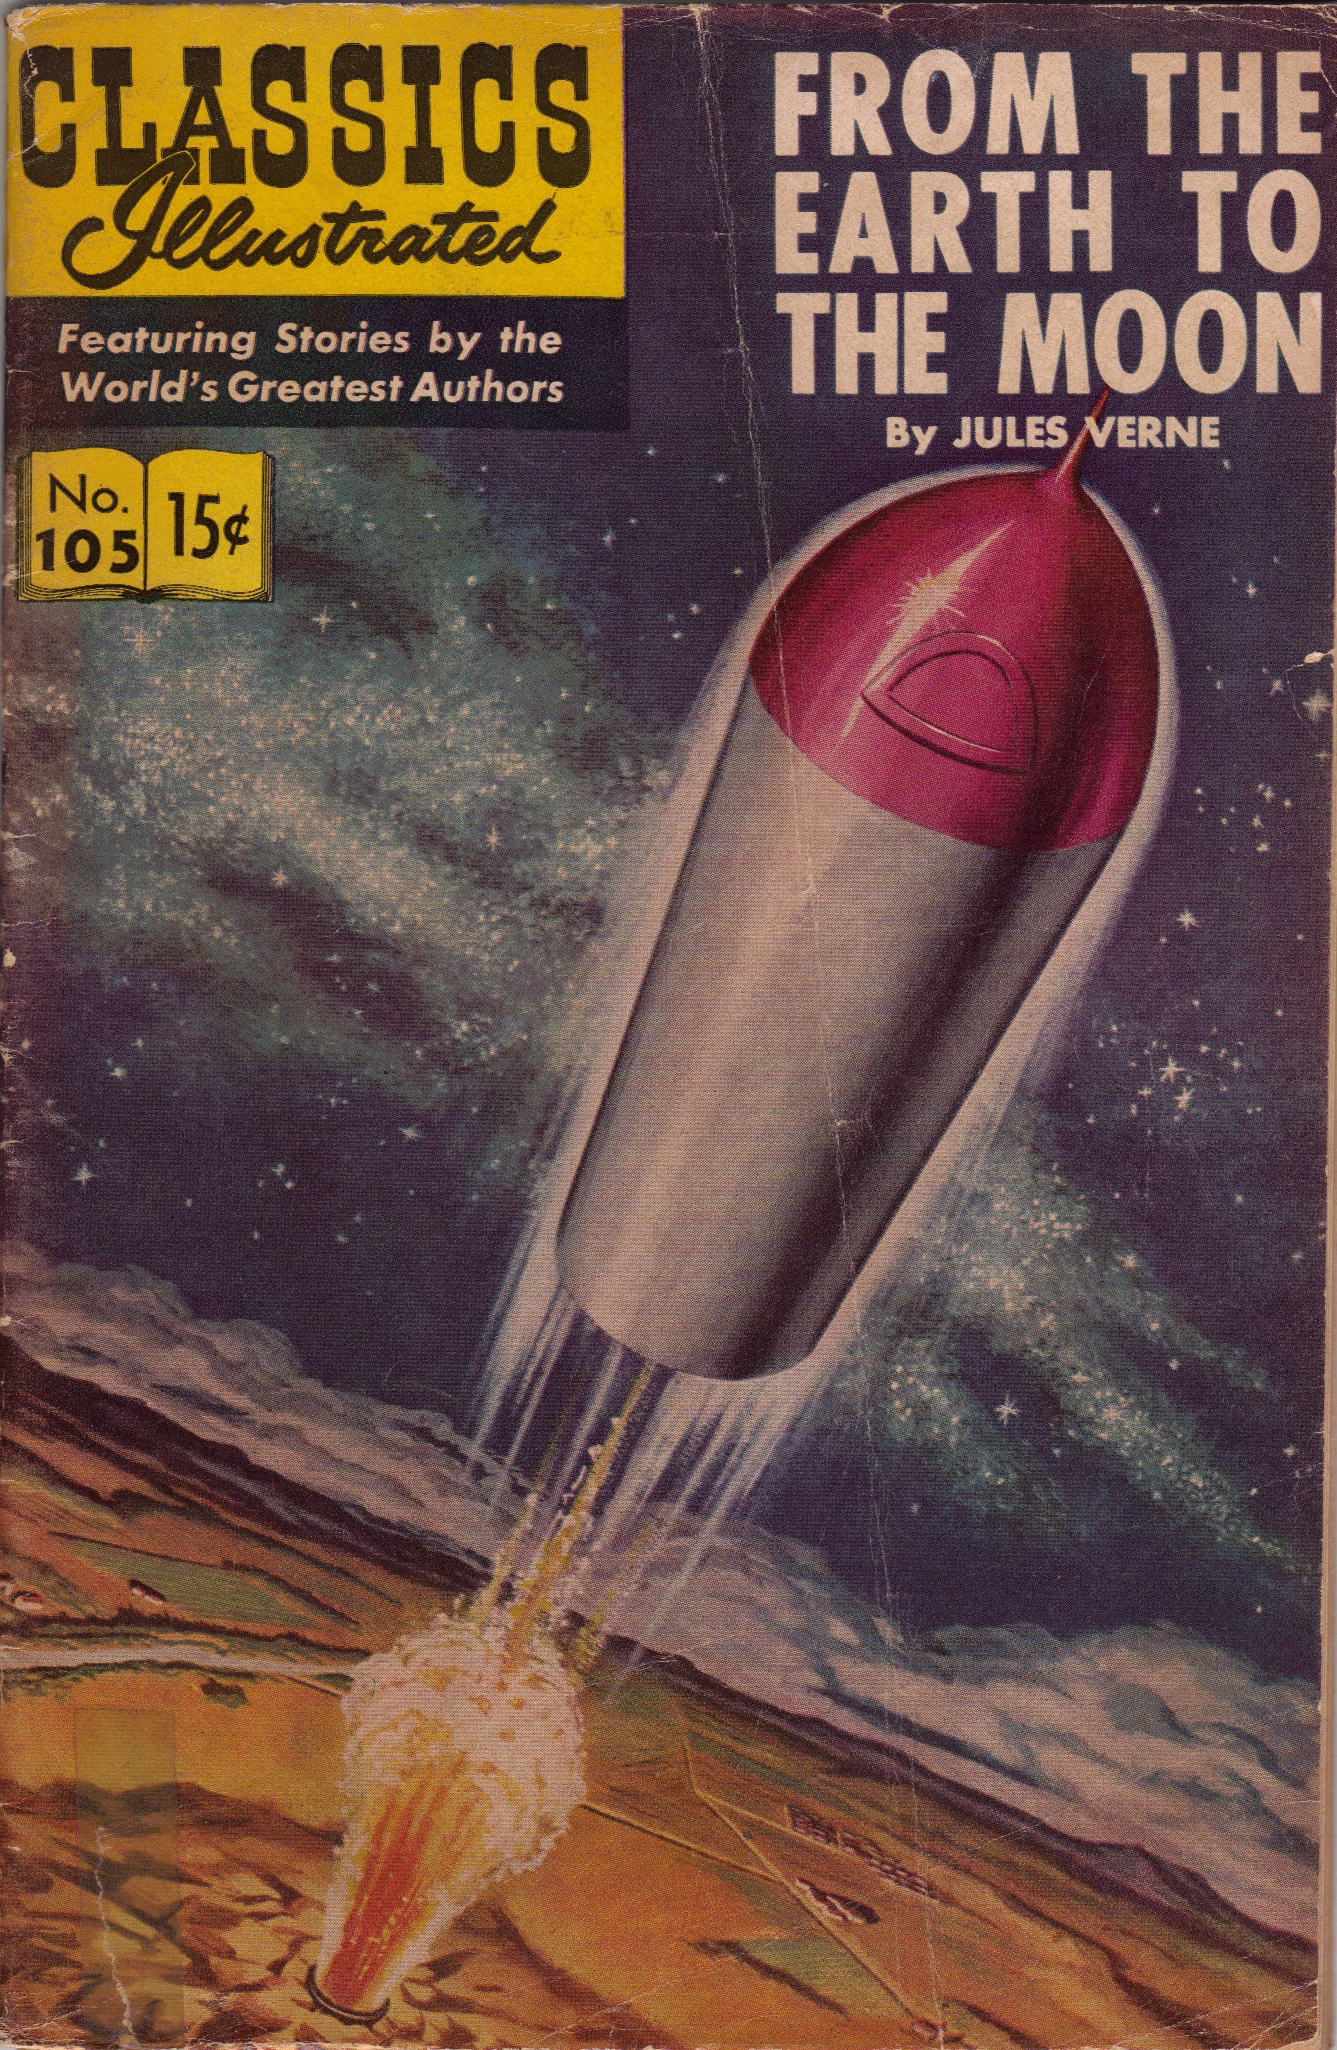 CLASSICS
Illustrated
Featuring Stories by the
World's Greatest Authors
No.
105
15¢
FROM THE
EARTH TO
THE MOON
By JULES VERNE